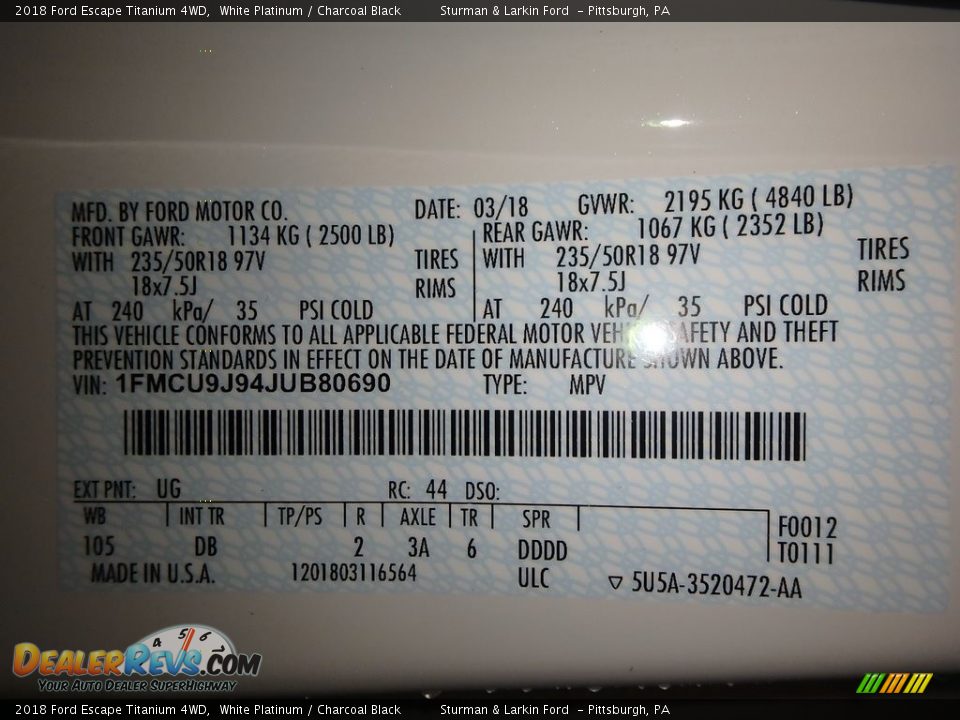 2018 Ford Escape Titanium 4WD, White Platinum / Charcoal Black Sturman & Larkin Ford - Pittsburgh, PA
MFD. BY FORD MOTOR CO. DATE: 03/18 GVWR: 2195 KG ( 4840 LB)
FRONT GAWR: 1134 KG ( 2500 LB) REAR GAWR: 1067 KG ( 2352 LB)
WITH 235/50R18 97V TIRES WITH 235/50R18 97V TIRES
18x7.5J RIMS 18x7.5J RIMS
AT 240 kPa/ 35 PSI COLD AT 240 kPa/ 35 PSI COLD
THIS VEHICLE CONFORMS TO ALL APPLICABLE FEDERAL MOTOR VEHICLE SAFETY AND THEFT
PREVENTION STANDARDS IN EFFECT ON THE DATE OF MANUFACTURE SHOWN ABOVE.
VIN: 1FMCU9J94JUB80690 TYPE: MPV
EXT PNT: UG RC: 44 DSO:
WB INT TR TP/PS R AXLE TR SPR F0012
105 DB 2 3A 6 DDDD T0111
MADE IN U.S.A. 1201803116564 ULC ▽ 5U5A-3520472-AA
4 5 6
DEALERREVS.COM
YOUR AUTO DEALER SUPERHIGHWAY
2018 Ford Escape Titanium 4WD, White Platinum / Charcoal Black Sturman & Larkin Ford - Pittsburgh, PA